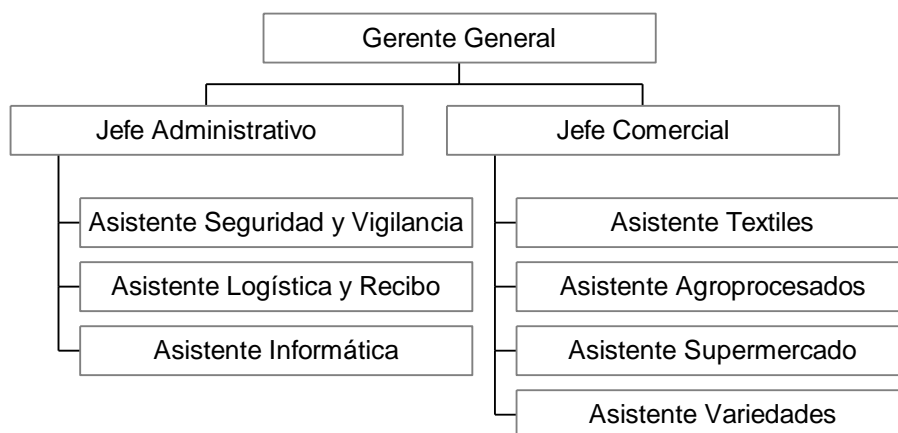 Gerente General
Jefe Administrativo
Asistente Seguridad y Vigilancia
Asistente Logística y Recibo
Asistente Informática
Jefe Comercial
Asistente Textiles
Asistente Agroprocesados
Asistente Supermercado
Asistente Variedades